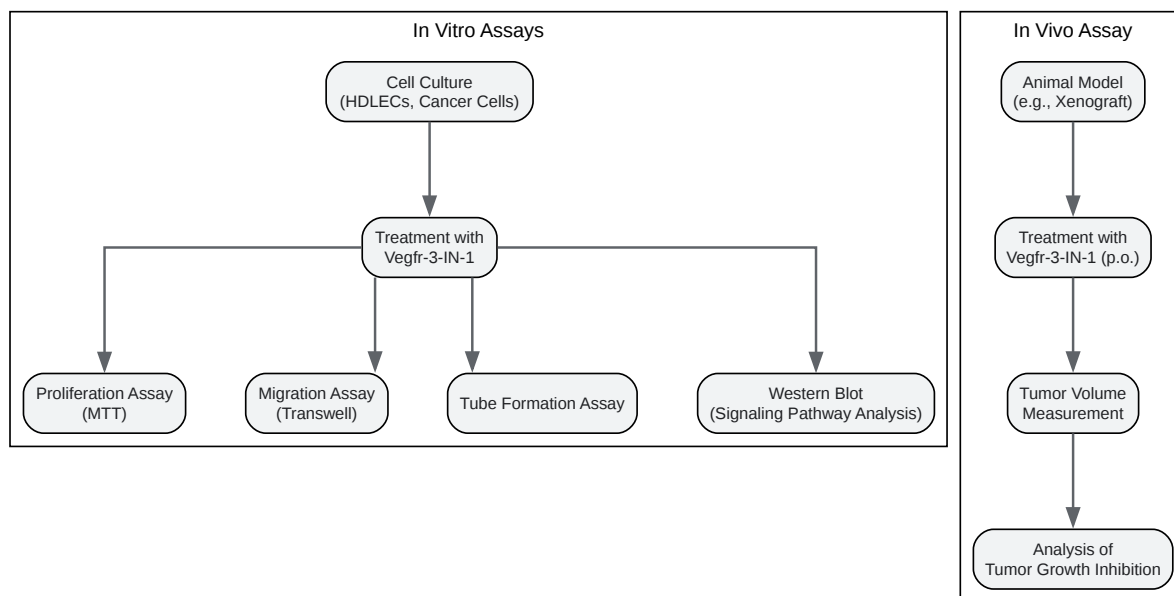 In Vitro Assays
Cell Culture
(HDLECs, Cancer Cells)
Treatment with
Vegfr-3-IN-1
Proliferation Assay
(MTT)
Migration Assay
(Transwell)
Tube Formation Assay
Western Blot
(Signaling Pathway Analysis)
In Vivo Assay
Animal Model
(e.g., Xenograft)
Treatment with
Vegfr-3-IN-1 (p.o.)
Tumor Volume
Measurement
Analysis of
Tumor Growth Inhibition